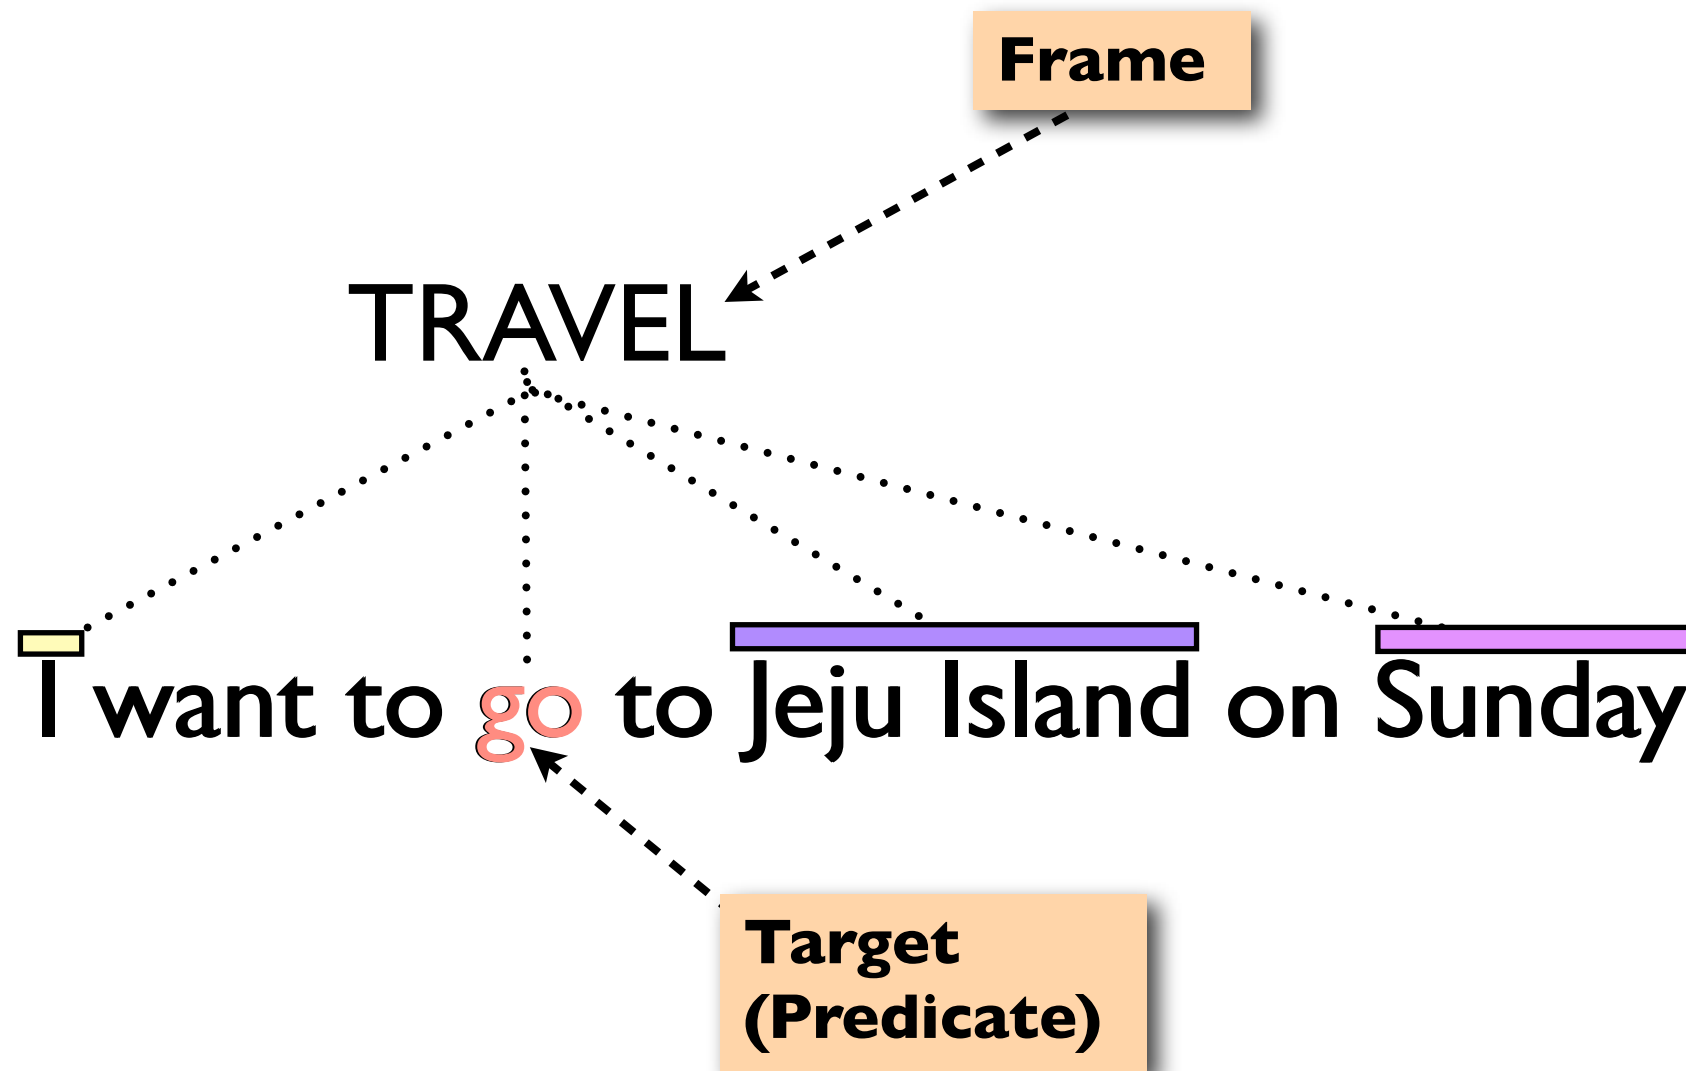 Frame
TRAVEL
I want to go to Jeju Island on Sunday
Target
(Predicate)